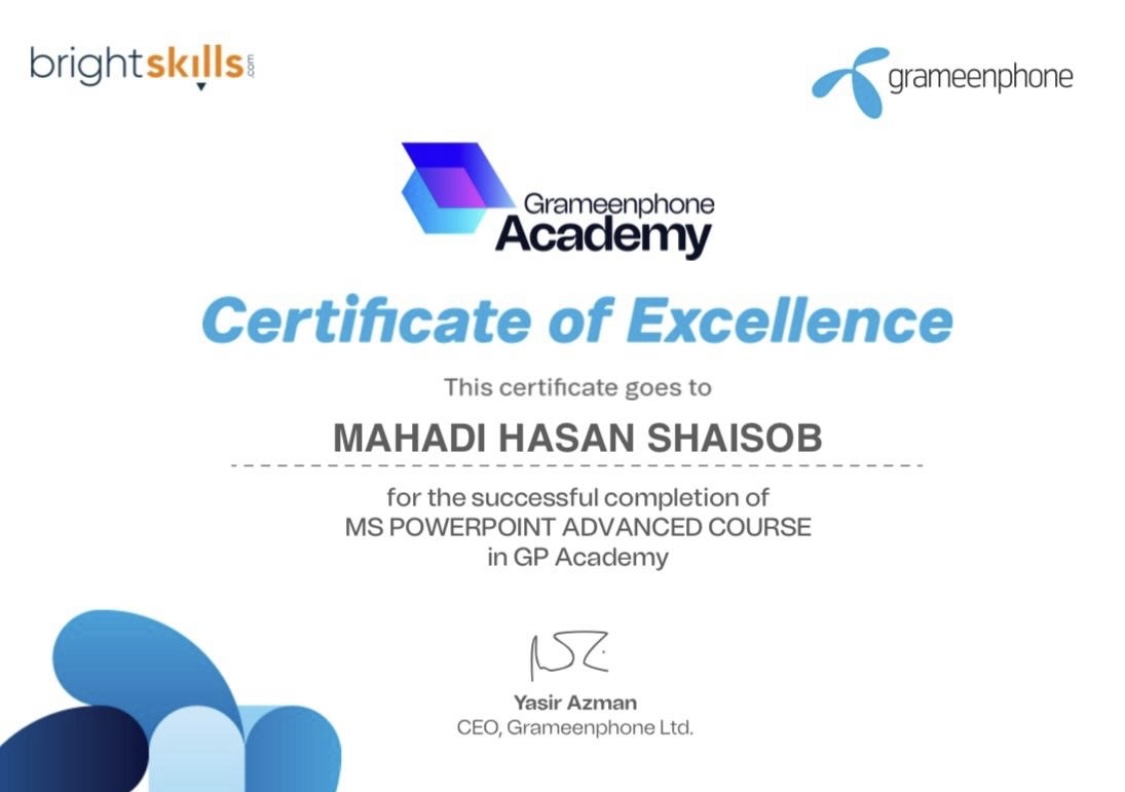 brightskills.com
grameenphone
Grameenphone
Academy
Certificate of Excellence
This certificate goes to
MAHADI HASAN SHAISOB
for the successful completion of
MS POWERPOINT ADVANCED COURSE
in GP Academy
Yasir Azman
CEO, Grameenphone Ltd.